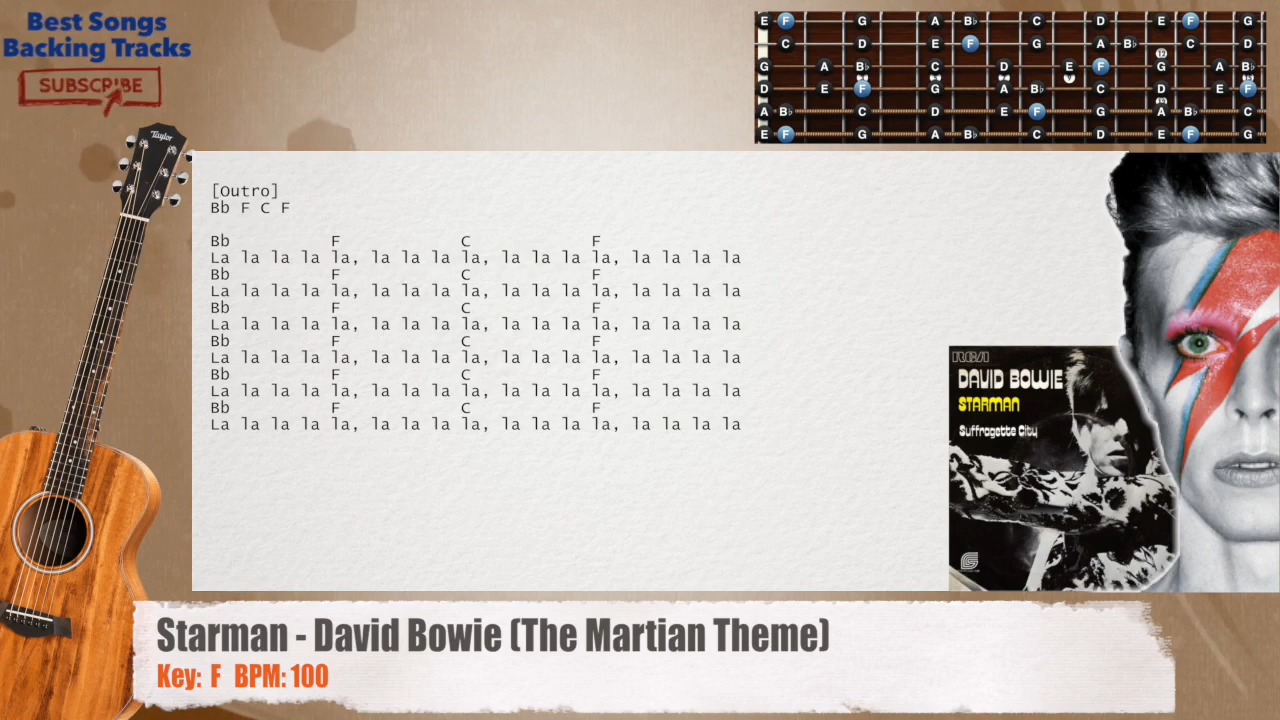 Best Songs
Backing Tracks
SUBSCRIBE
Taylor
E F G A B♭ C D E F G
C D E F G A B♭ C D
G A B♭ C D E F G A B♭
D E F G A B♭ C D E F
A B♭ C D E F G A B♭ C
E F G A B♭ C D E F G
[Outro]
Bb F C F
Bb F C F
La la la la la, la la la la, la la la la, la la la la
Bb F C F
La la la la la, la la la la, la la la la, la la la la
Bb F C F
La la la la la, la la la la, la la la la, la la la la
Bb F C F
La la la la la, la la la la, la la la la, la la la la
Bb F C F
La la la la la, la la la la, la la la la, la la la la
Bb F C F
La la la la la, la la la la, la la la la, la la la la
RCA
DAVID BOWIE
STARMAN
Suffragette City
Starman - David Bowie (The Martian Theme)
Key: F BPM: 100